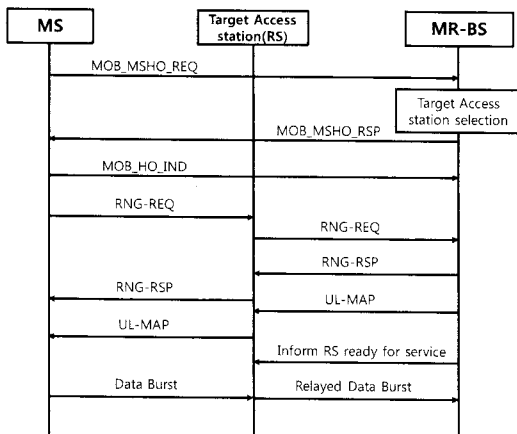 MS
Target Access
station(RS)
MR-BS
MOB_MSHO_REQ
Target Access
station selection
MOB_MSHO_RSP
MOB_HO_IND
RNG-REQ
RNG-REQ
RNG-RSP
RNG-RSP
UL-MAP
UL-MAP
Inform RS ready for service
Data Burst
Relayed Data Burst